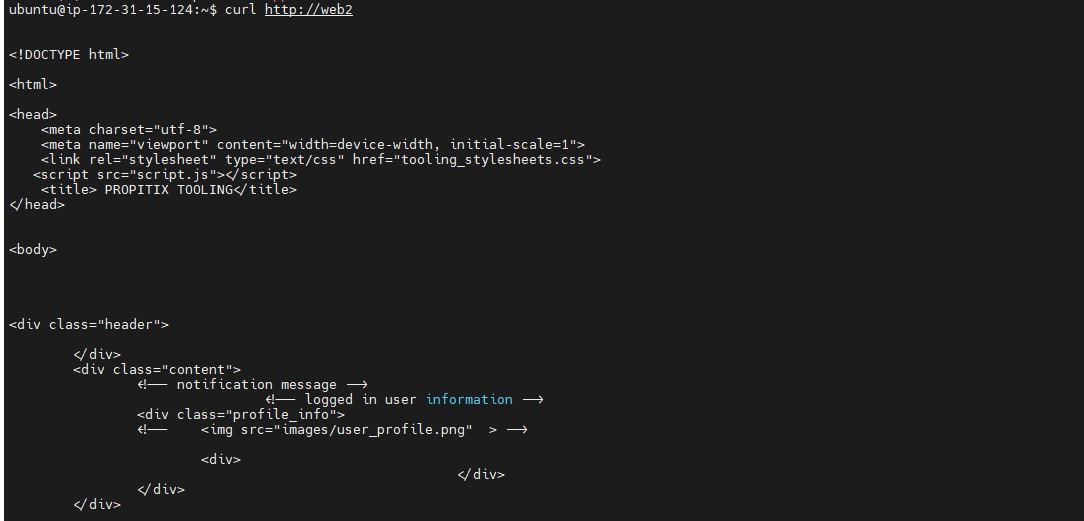 ubuntu@ip-172-31-15-124:~$ curl http://web2
<!DOCTYPE html>
<html>
<head>
    <meta charset="utf-8">
    <meta name="viewport" content="width=device-width, initial-scale=1">
    <link rel="stylesheet" type="text/css" href="tooling_stylesheets.css">
   <script src="script.js"></script>
    <title> PROPITIX TOOLING</title>
</head>
<body>
<div class="header">
        </div>
        <div class="content">
                <!-- notification message -->
                                <!-- logged in user information -->
                <div class="profile_info">
                <!--    <img src="images/user_profile.png"  > -->
                        <div>
                                                        </div>
                </div>
        </div>